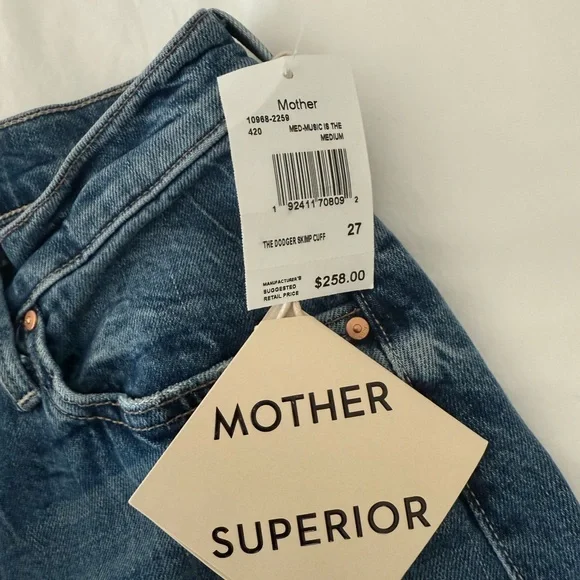 Mother
10968-2259
420 MED-MUSIC IS THE
MEDIUM
1 92411 70809 2
THE DODGER SKIMP CUFF 27
MANUFACTURER'S
SUGGESTED
RETAIL PRICE $258.00
MOTHER
SUPERIOR